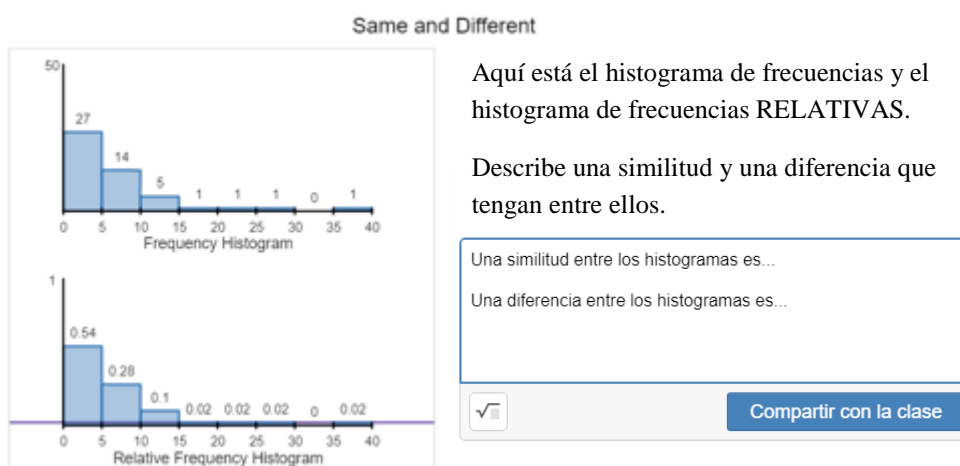 Same and Different
50
27
14
5
1
1
1
0
1
0 5 10 15 20 25 30 35 40
Frequency Histogram
1
0.54
0.28
0.1
0.02
0.02
0.02
0
0.02
0 5 10 15 20 25 30 35 40
Relative Frequency Histogram
Aquí está el histograma de frecuencias y el
histograma de frecuencias RELATIVAS.
Describe una similitud y una diferencia que
tengan entre ellos.
Una similitud entre los histogramas es...
Una diferencia entre los histogramas es...
√
Compartir con la clase